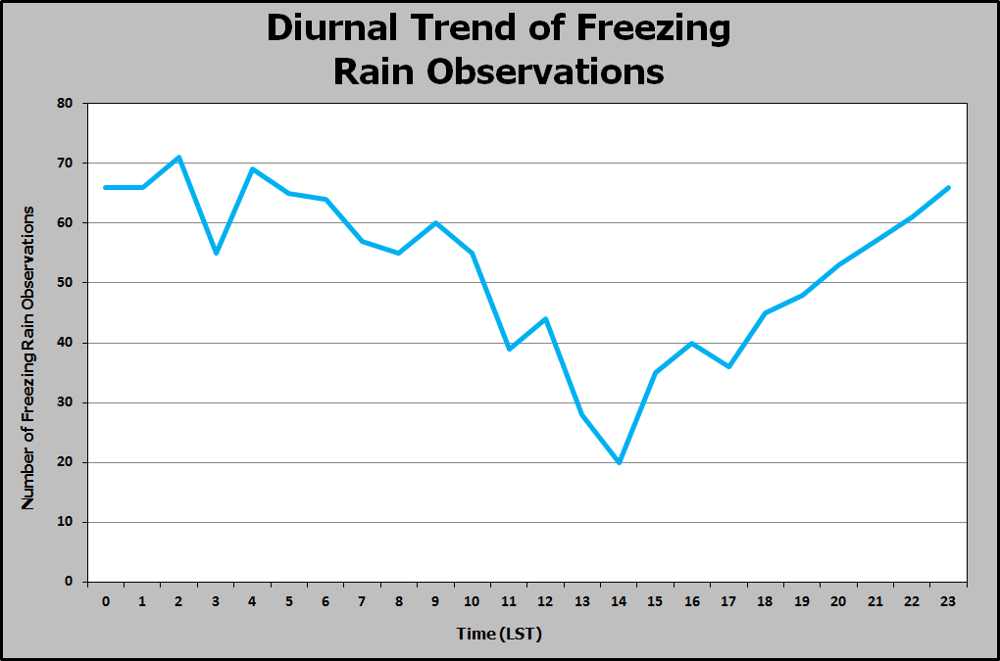 Diurnal Trend of Freezing
Rain Observations
Number of Freezing Rain Observations
80
70
60
50
40
30
20
10
0
0 1 2 3 4 5 6 7 8 9 10 11 12 13 14 15 16 17 18 19 20 21 22 23
Time (LST)